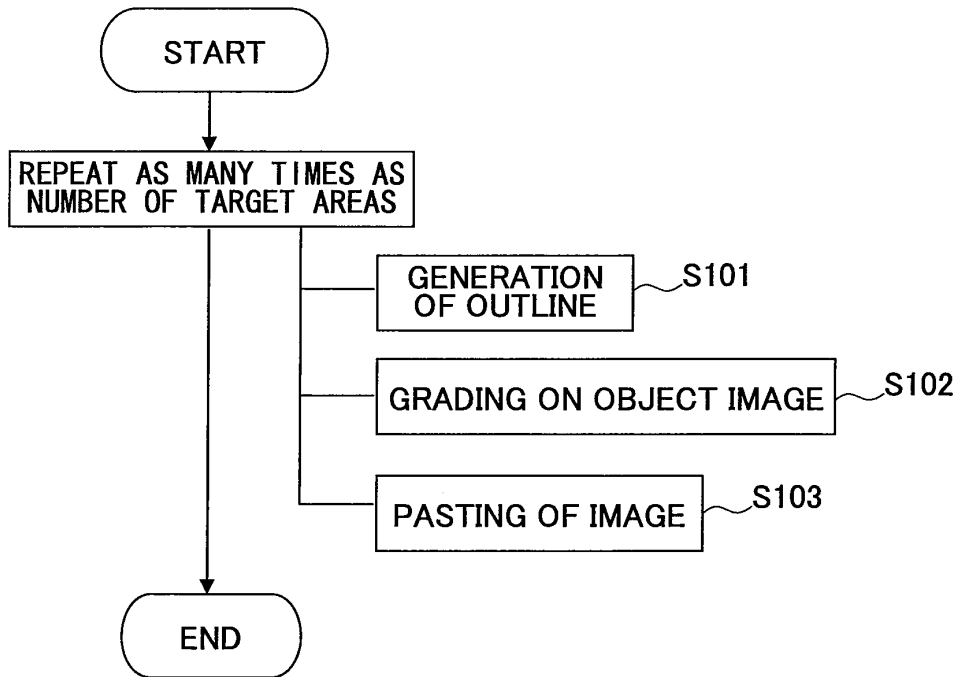 START
REPEAT AS MANY TIMES AS
NUMBER OF TARGET AREAS
GENERATION
OF OUTLINE
S101
GRADING ON OBJECT IMAGE
S102
PASTING OF IMAGE
S103
END